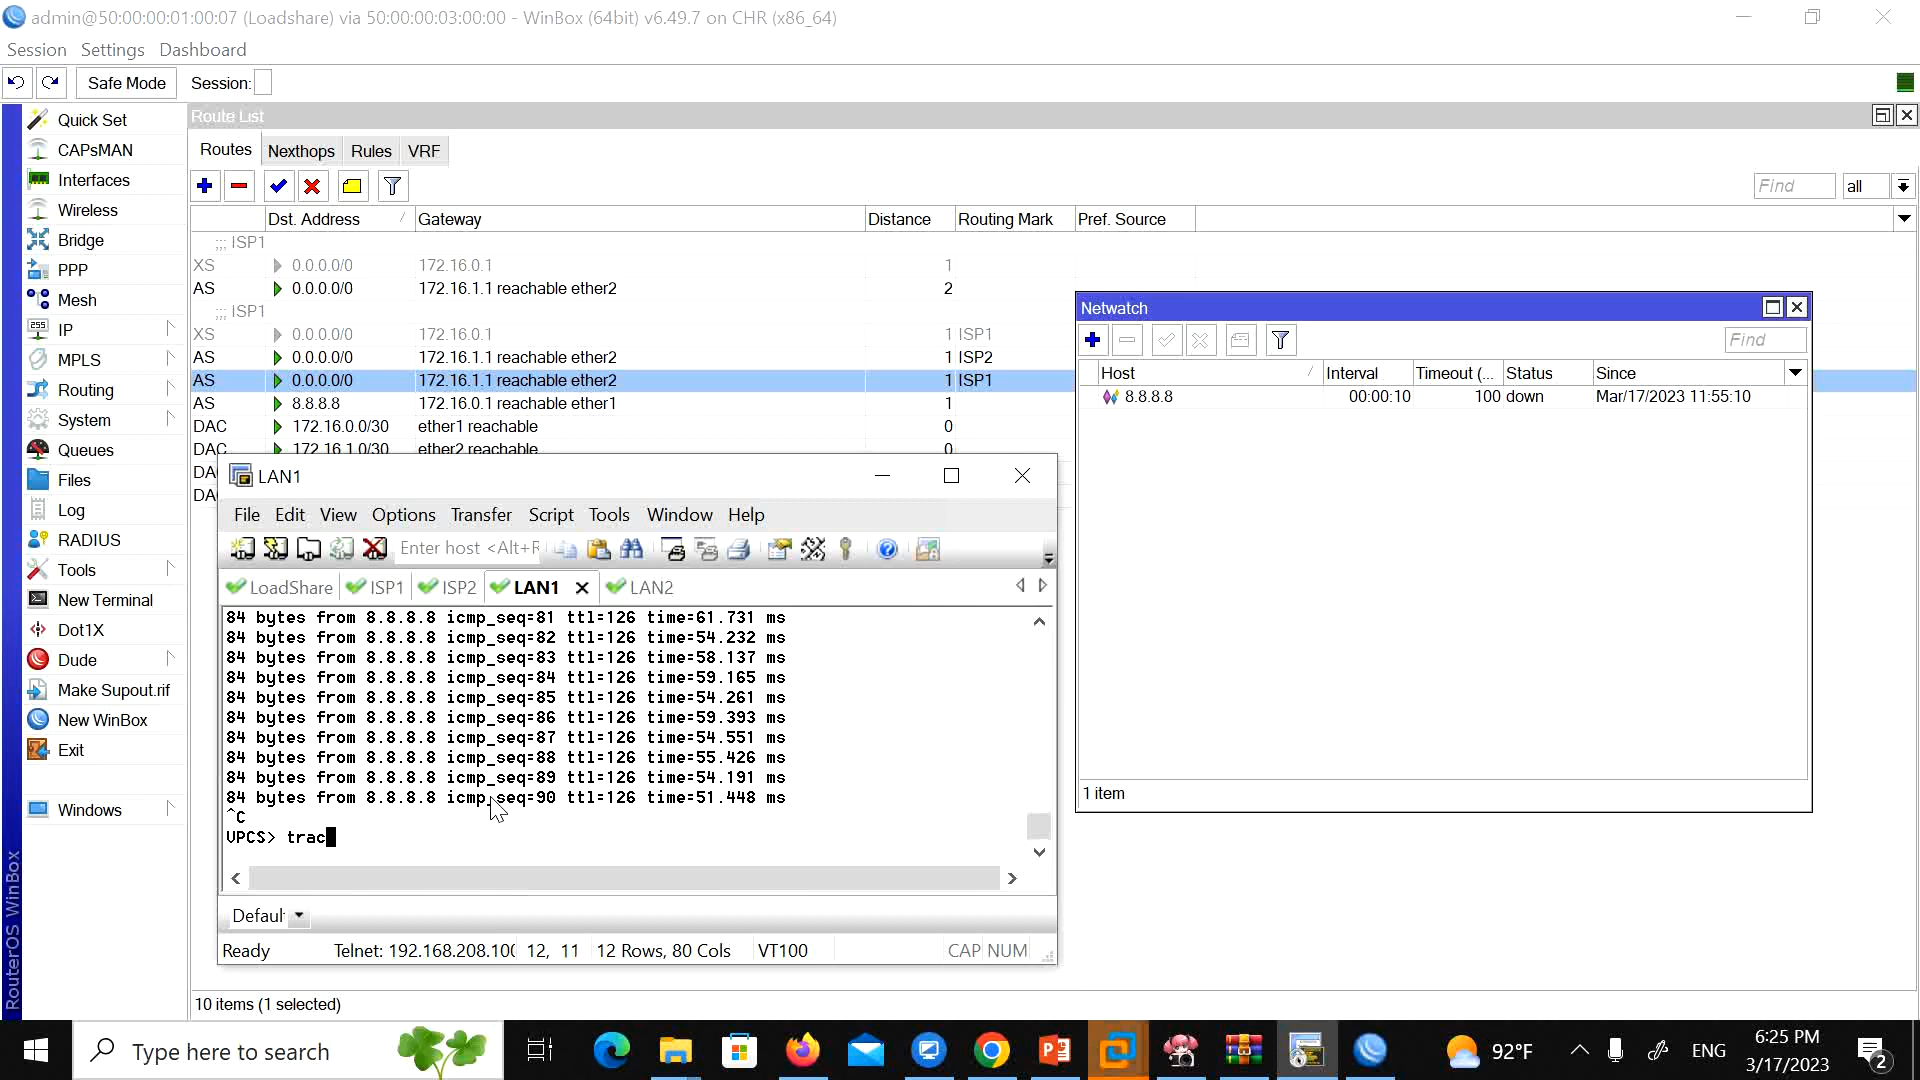 admin@50:00:00:01:00:07 (Loadshare) via 50:00:00:03:00:00 - WinBox (64bit) v6.49.7 on CHR (x86_64)
Session Settings Dashboard
Safe Mode Session:
Quick Set
CAPsMAN
Interfaces
Wireless
Bridge
PPP
Mesh
IP
MPLS
Routing
System
Queues
Files
Log
RADIUS
Tools
New Terminal
Dot1X
Dude
Make Supout.rif
New WinBox
Exit
Windows
RouterOS WinBox
Route List
Routes Nexthops Rules VRF
Find all
Dst. Address / Gateway Distance Routing Mark Pref. Source
;;; ISP1
XS 0.0.0.0/0 172.16.0.1 1
AS 0.0.0.0/0 172.16.1.1 reachable ether2 2
;;; ISP1
XS 0.0.0.0/0 172.16.0.1 1 ISP1
AS 0.0.0.0/0 172.16.1.1 reachable ether2 1 ISP2
AS 0.0.0.0/0 172.16.1.1 reachable ether2 1 ISP1
AS 8.8.8.8 172.16.0.1 reachable ether1 1
DAC 172.16.0.0/30 ether1 reachable 0
DAC 172.16.1.0/30 ether2 reachable 0
DA
DA
10 items (1 selected)
Netwatch
Find
Host / Interval Timeout (... Status Since
8.8.8.8 00:00:10 100 down Mar/17/2023 11:55:10
1 item
LAN1
File Edit View Options Transfer Script Tools Window Help
Enter host <Alt+R
LoadShare ISP1 ISP2 LAN1 LAN2
84 bytes from 8.8.8.8 icmp_seq=81 ttl=126 time=61.731 ms
84 bytes from 8.8.8.8 icmp_seq=82 ttl=126 time=54.232 ms
84 bytes from 8.8.8.8 icmp_seq=83 ttl=126 time=58.137 ms
84 bytes from 8.8.8.8 icmp_seq=84 ttl=126 time=59.165 ms
84 bytes from 8.8.8.8 icmp_seq=85 ttl=126 time=54.261 ms
84 bytes from 8.8.8.8 icmp_seq=86 ttl=126 time=59.393 ms
84 bytes from 8.8.8.8 icmp_seq=87 ttl=126 time=54.551 ms
84 bytes from 8.8.8.8 icmp_seq=88 ttl=126 time=55.426 ms
84 bytes from 8.8.8.8 icmp_seq=89 ttl=126 time=54.191 ms
84 bytes from 8.8.8.8 icmp_seq=90 ttl=126 time=51.448 ms
^C
VPCS> trac
Defaul
Ready Telnet: 192.168.208.10 12, 11 12 Rows, 80 Cols VT100 CAP NUM
Type here to search
92°F ENG 6:25 PM
3/17/2023
2